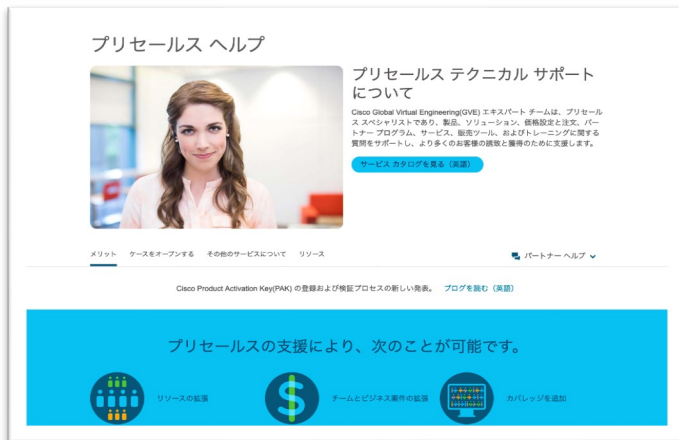 プリセールス ヘルプ
プリセールス テクニカル サポート
について
Cisco Global Virtual Engineering(GVE) エキスパート チームは、プリセール
ス スペシャリストであり、製品、ソリューション、価格設定と注文、パー
トナー プログラム、サービス、販売ツール、およびトレーニングに関する
質問をサポートし、より多くのお客様の誘致と獲得のために支援します。
サービス カタログを見る（英語）
メリット ケースをオープンする その他のサービスについて リソース パートナー ヘルプ
Cisco Product Activation Key(PAK) の登録および検証プロセスの新しい発表。 ブログを読む（英語）
プリセールスの支援により、次のことが可能です。
リソースの拡張 チームとビジネス案件の拡張 カバレッジを追加